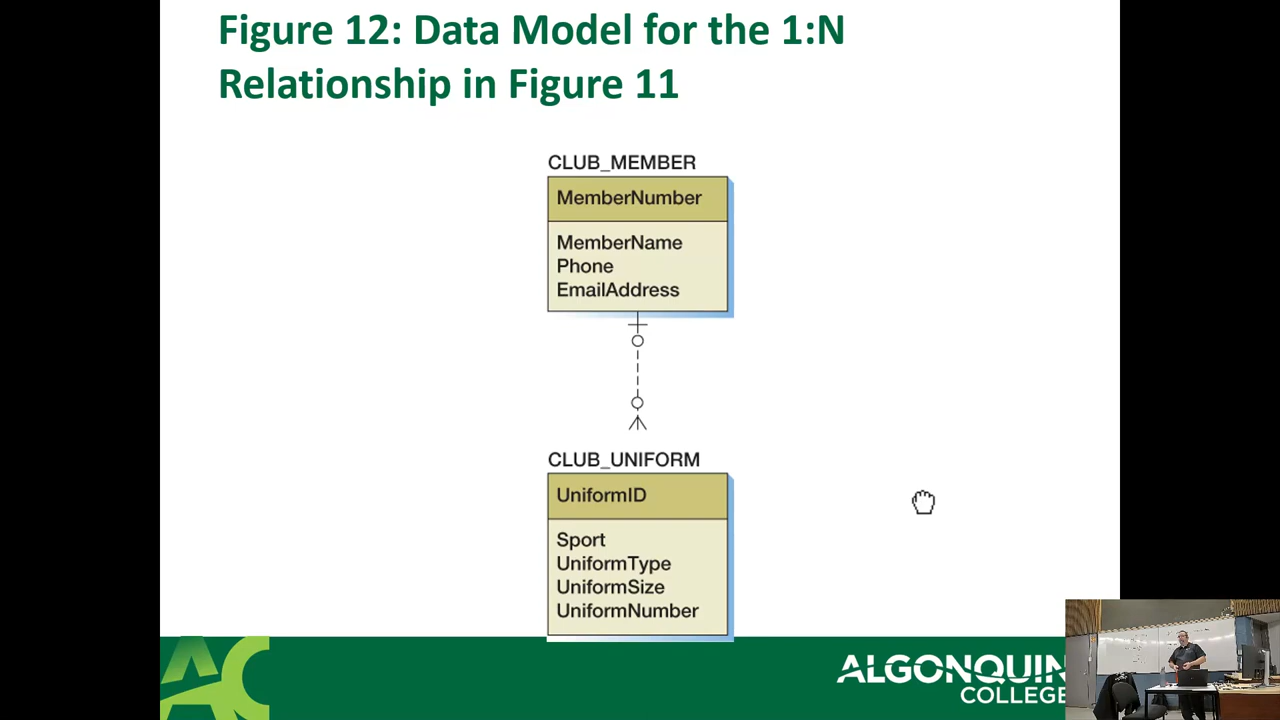 Figure 12: Data Model for the 1:N
Relationship in Figure 11
CLUB_MEMBER
MemberNumber
MemberName
Phone
EmailAddress
CLUB_UNIFORM
UniformID
Sport
UniformType
UniformSize
UniformNumber
AC
ALGONQUIN
COLLEGE